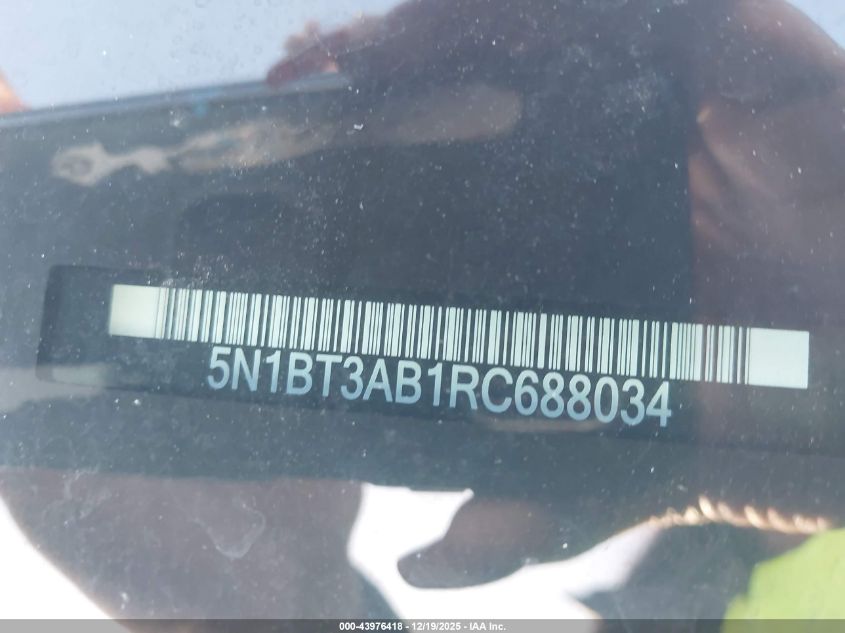 5N1BT3AB1RC688034
000-43976418 - 12/19/2025 - IAA Inc.